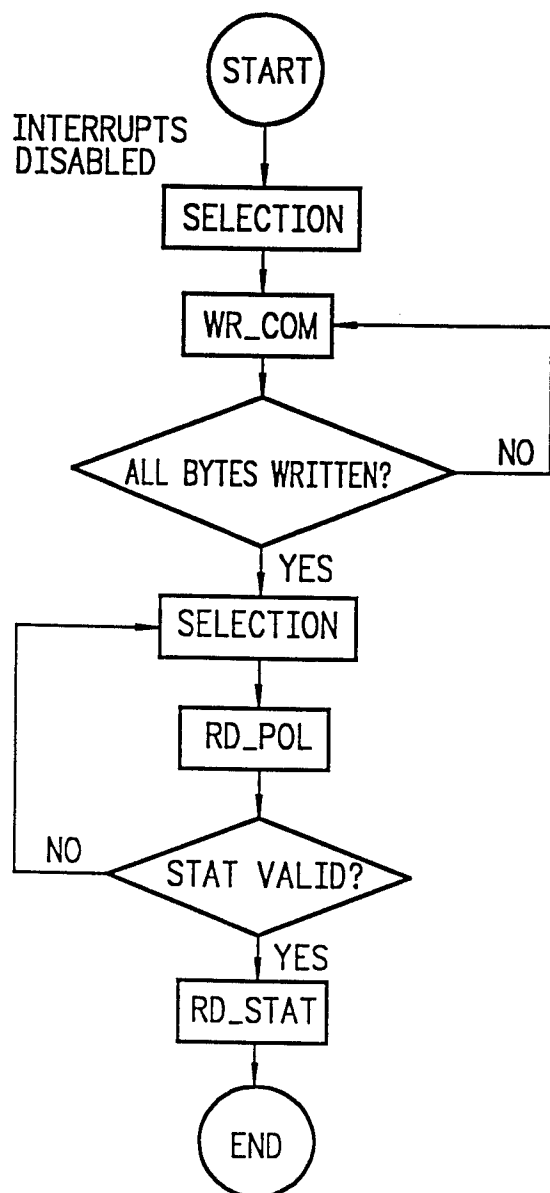 START
INTERRUPTS
DISABLED
SELECTION
WR_COM
ALL BYTES WRITTEN?
NO
YES
SELECTION
RD_POL
NO
STAT VALID?
YES
RD_STAT
END